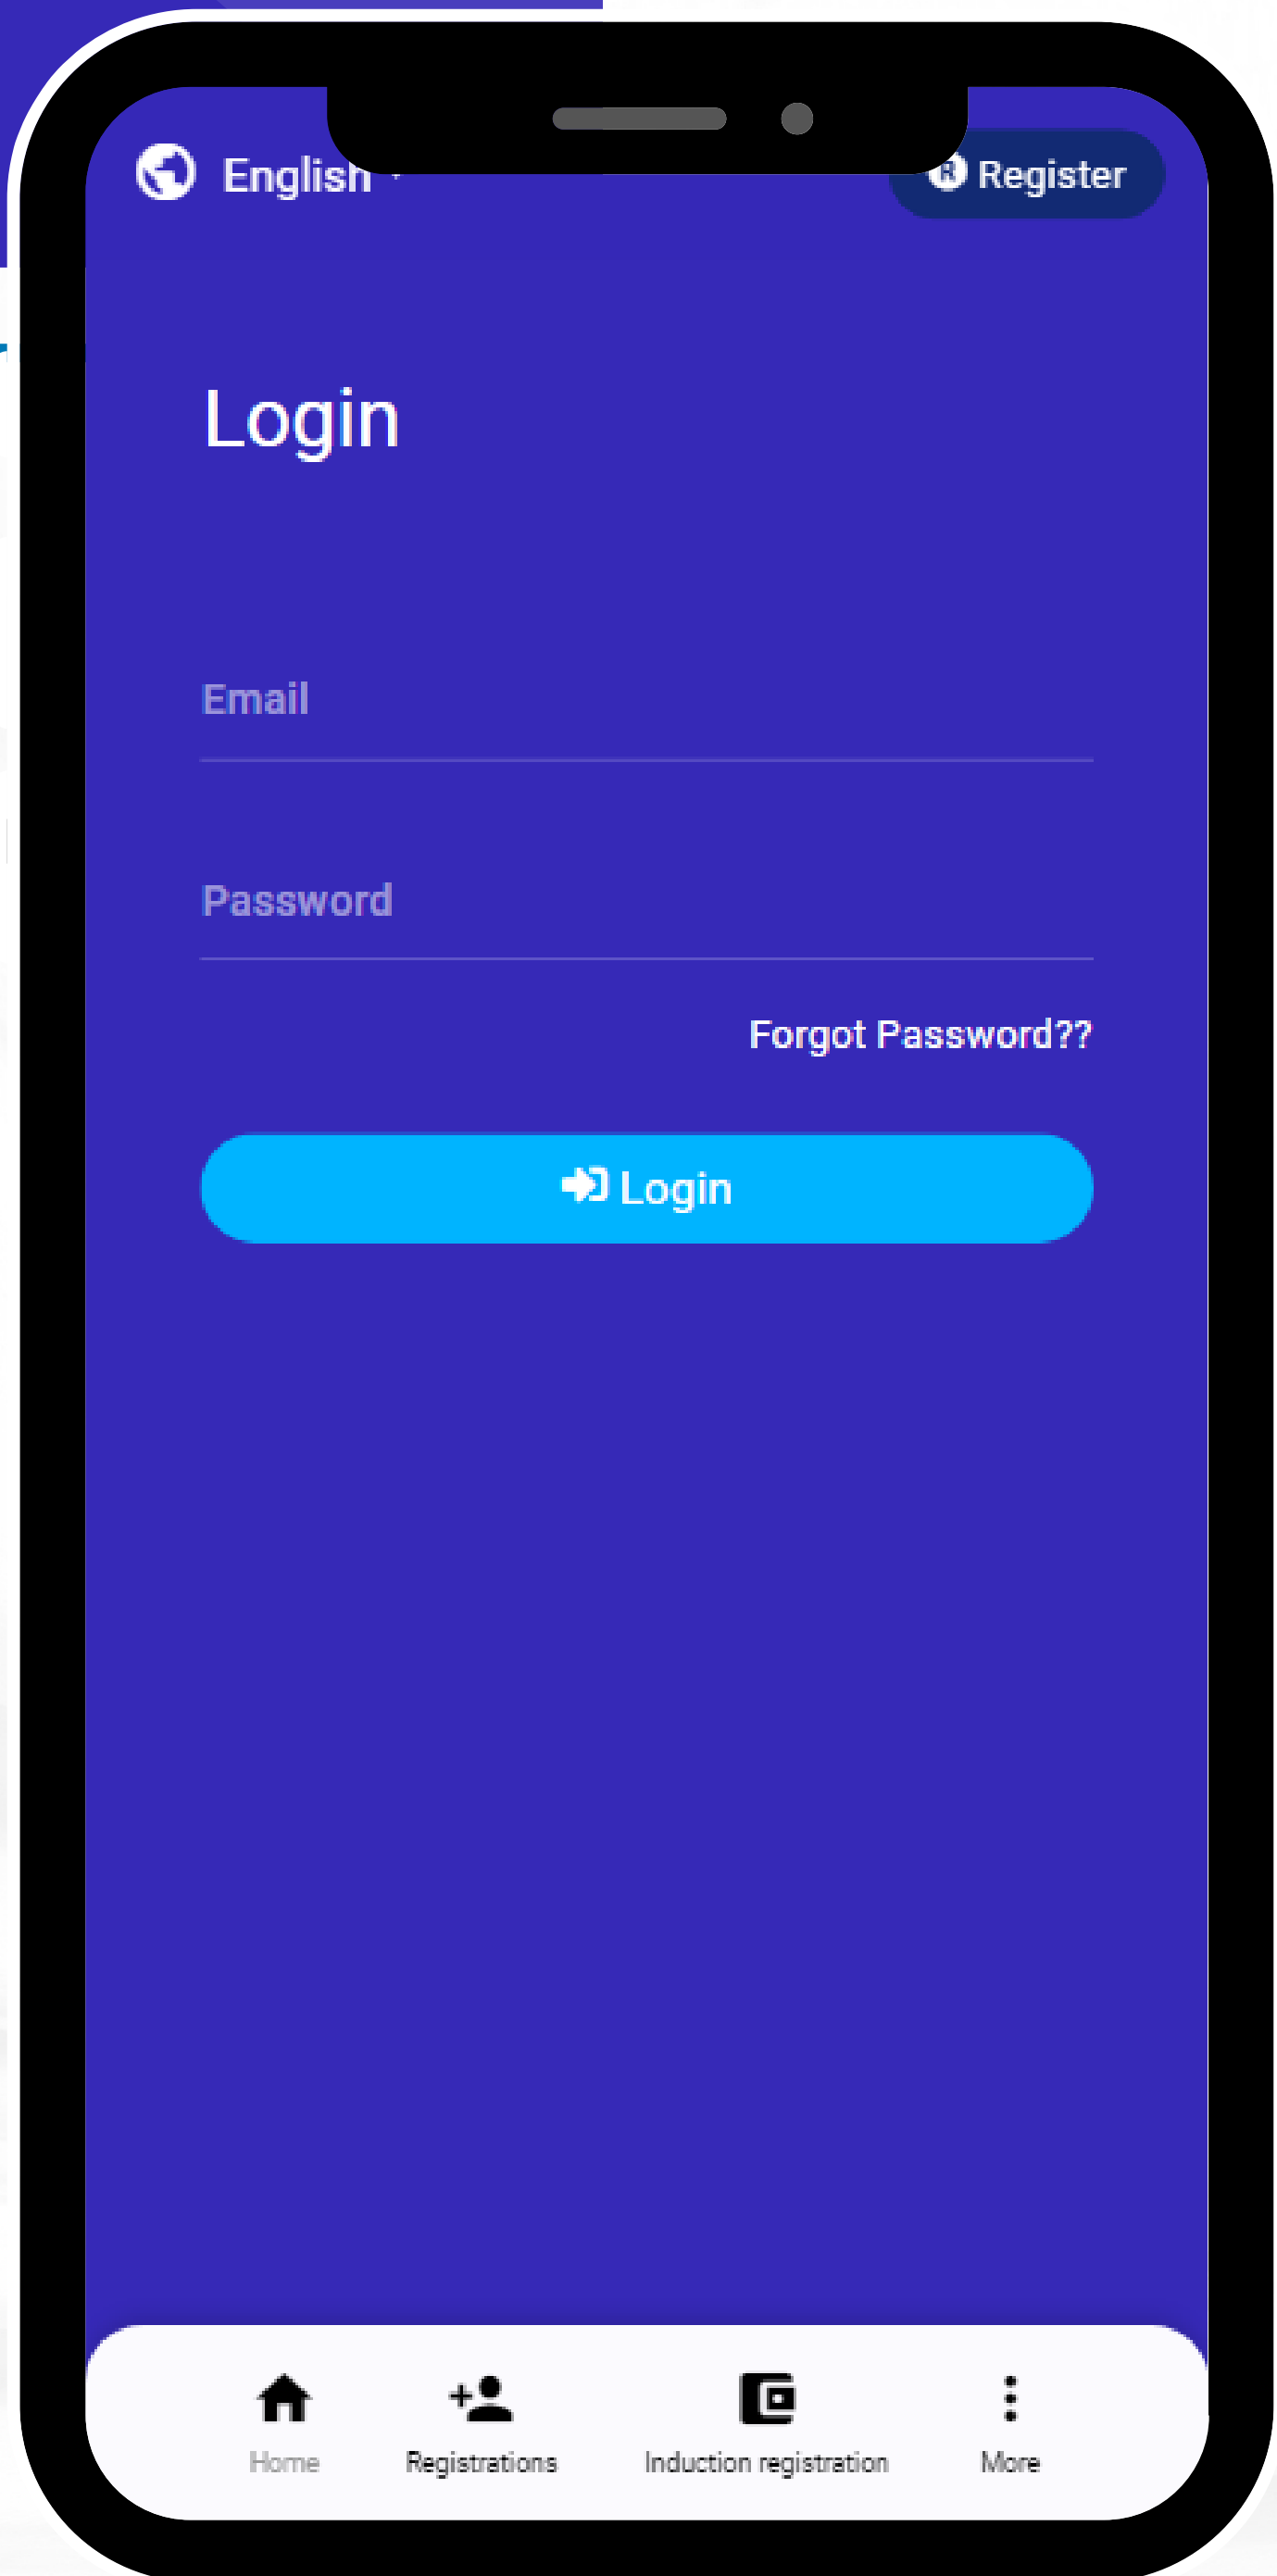 English
Register
Login
Email
Password
Forgot Password??
Login
Home
Registrations
Induction registration
More